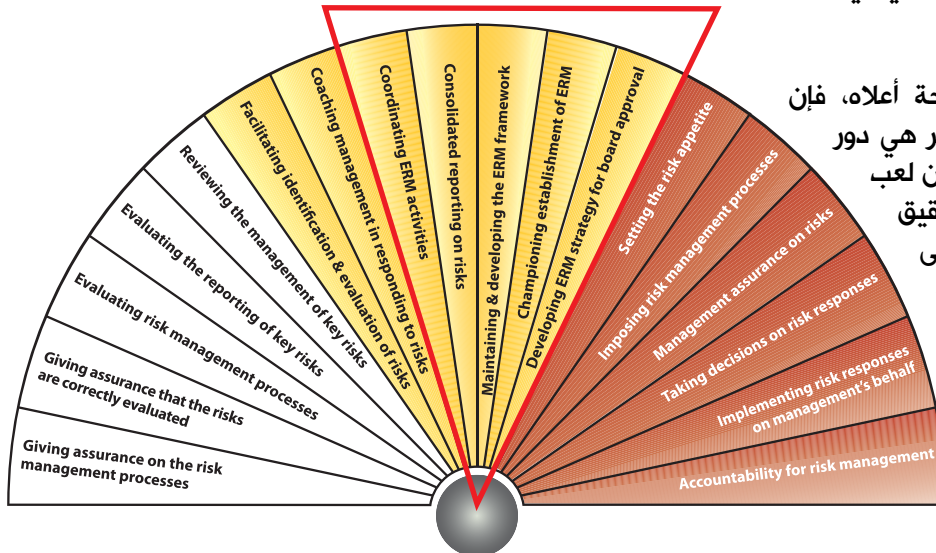 Giving assurance on the risk
management processes
Giving assurance that the risks
are correctly evaluated
Evaluating risk management processes
Evaluating the reporting of key risks
Reviewing the management of key risks
Facilitating identification & evaluation of risks
Coaching management in responding to risks
Coordinating ERM activities
Consolidated reporting on risks
Maintaining & developing the ERM framework
Championing establishment of ERM
Developing ERM strategy for board approval
Setting the risk appetite
Imposing risk management processes
Management assurance on risks
Taking decisions on risk responses
Implementing risk responses
on management's behalf
Accountability for risk management
أعلاه، فإن
هي دور
لعب